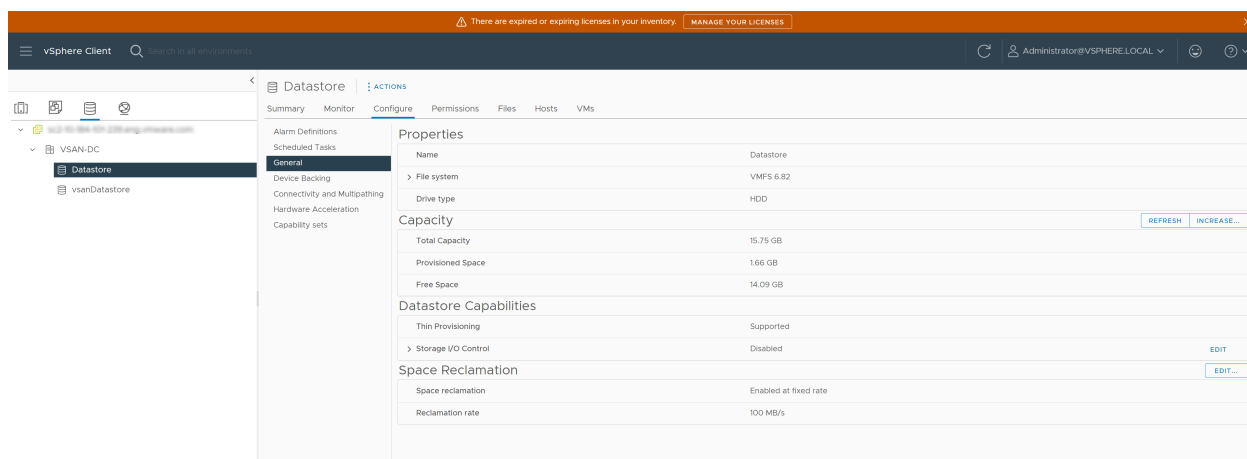 There are expired or expiring licenses in your inventory. MANAGE YOUR LICENSES
vSphere Client Search in all environments Administrator@VSPHERE.LOCAL
Datastore ACTIONS
Summary Monitor Configure Permissions Files Hosts VMs
VSAN-DC
Datastore
vsanDatastore
Alarm Definitions
Scheduled Tasks
General
Device Backing
Connectivity and Multipathing
Hardware Acceleration
Capability sets
Properties
Name Datastore
File system VMFS 6.82
Drive type HDD
Capacity REFRESH INCREASE...
Total Capacity 15.75 GB
Provisioned Space 1.66 GB
Free Space 14.09 GB
Datastore Capabilities
Thin Provisioning Supported
Storage I/O Control Disabled EDIT
Space Reclamation EDIT...
Space reclamation Enabled at fixed rate
Reclamation rate 100 MB/s